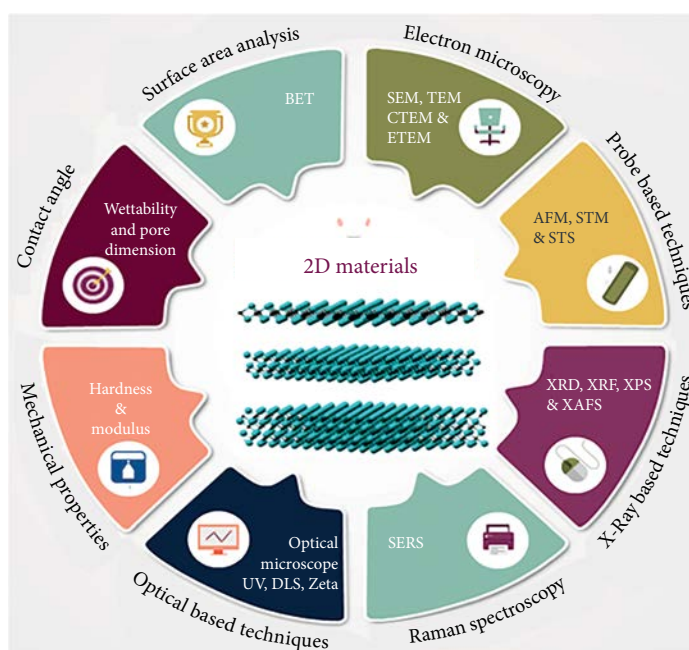 Surface area analysis
BET
Electron microscopy
SEM, TEM
CTEM &
ETEM
Probe based techniques
AFM, STM
& STS
X-Ray based techniques
XRD, XRF, XPS
& XAFS
Raman spectroscopy
SERS
Optical based techniques
Optical
microscope
UV, DLS, Zeta
Mechanical properties
Hardness
&
modulus
Contact angle
Wettability
and pore
dimension
2D materials